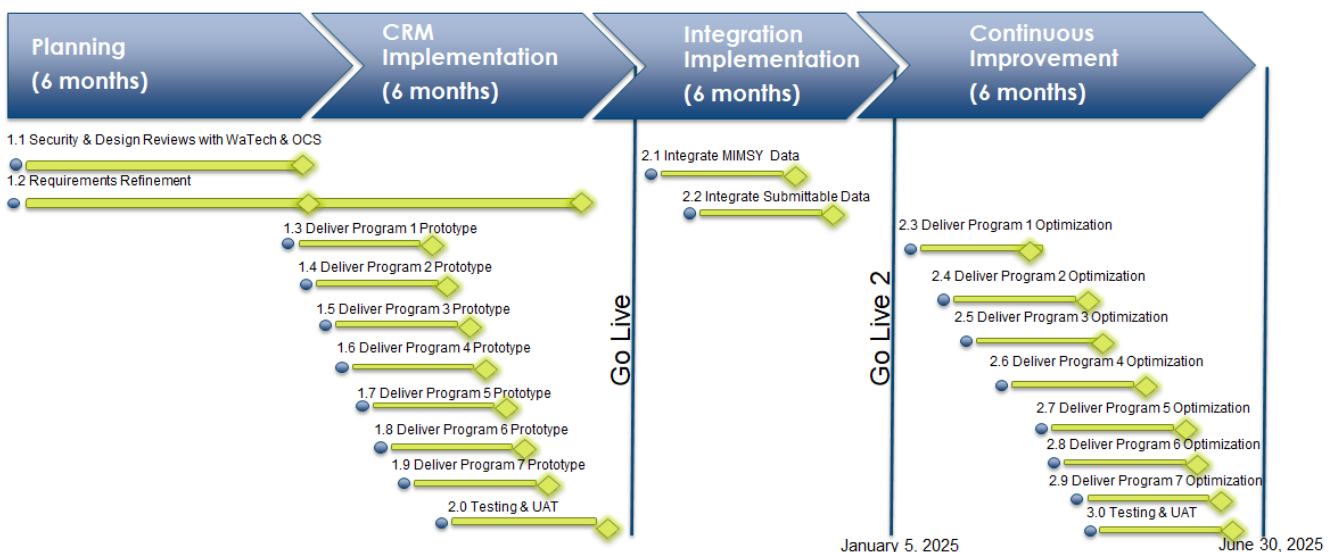 Planning
(6 months)
CRM
Implementation
(6 months)
Integration
Implementation
(6 months)
Continuous
Improvement
(6 months)
1.1 Security & Design Reviews with WaTech & OCS
1.2 Requirements Refinement
1.3 Deliver Program 1 Prototype
1.4 Deliver Program 2 Prototype
1.5 Deliver Program 3 Prototype
1.6 Deliver Program 4 Prototype
1.7 Deliver Program 5 Prototype
1.8 Deliver Program 6 Prototype
1.9 Deliver Program 7 Prototype
2.0 Testing & UAT
Go Live
2.1 Integrate MIMSY Data
2.2 Integrate Submittable Data
Go Live 2
2.3 Deliver Program 1 Optimization
2.4 Deliver Program 2 Optimization
2.5 Deliver Program 3 Optimization
2.6 Deliver Program 4 Optimization
2.7 Deliver Program 5 Optimization
2.8 Deliver Program 6 Optimization
2.9 Deliver Program 7 Optimization
3.0 Testing & UAT
January 5, 2025
June 30, 2025